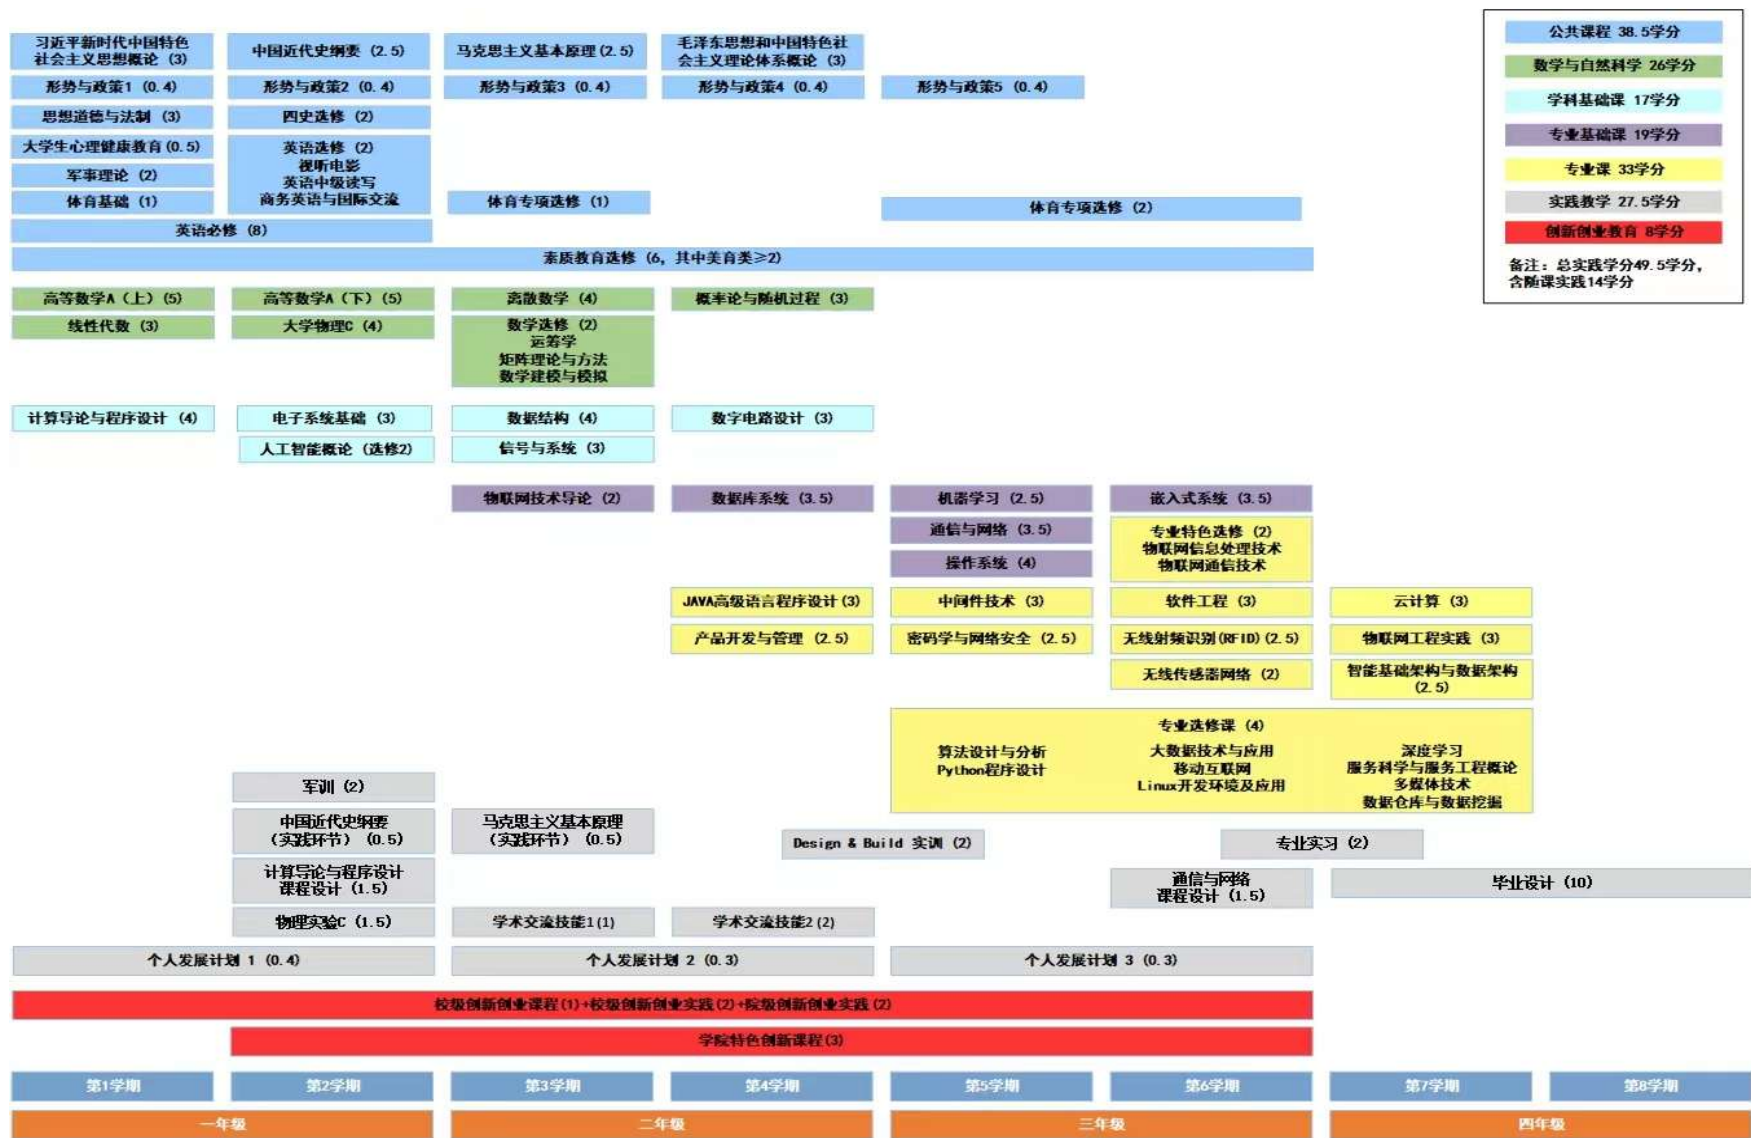 习近平新时代中国特色
社会主义思想概论 (3)
中国近代史纲要 (2.5)
马克思主义基本原理(2.5)
毛泽东思想和中国特色社
会主义理论体系概论 (3)
形势与政策1 (0.4)
形势与政策2 (0.4)
形势与政策3 (0.4)
形势与政策4 (0.4)
形势与政策5 (0.4)
思想道德与法制 (3)
四史选修 (2)
大学生心理健康教育(0.5)
军事理论 (2)
体育基础 (1)
英语选修 (2)
视听电影
英语中级读写
商务英语与国际交流
体育专项选修 (1)
体育专项选修 (2)
英语必修 (8)
素质教育选修 (6, 其中美育类≥2)
公共课程 38.5学分
数学与自然科学 26学分
学科基础课 17学分
专业基础课 19学分
专业课 33学分
实践教学 27.5学分
创新创业教育 8学分
备注：总实践学分49.5学分，
含随课实践14学分
高等数学A（上）(5)
高等数学A（下）(5)
离散数学 (4)
概率论与随机过程 (3)
线性代数 (3)
大学物理C (4)
数学选修 (2)
运筹学
矩阵理论与方法
数学建模与模拟
计算导论与程序设计 (4)
电子系统基础 (3)
数据结构 (4)
数字电路设计 (3)
人工智能概论 (选修2)
信号与系统 (3)
物联网技术导论 (2)
数据库系统 (3.5)
机器学习 (2.5)
嵌入式系统 (3.5)
通信与网络 (3.5)
操作系统 (4)
专业特色选修 (2)
物联网信息处理技术
物联网通信技术
JAVA高级语言程序设计(3)
中间件技术 (3)
软件工程 (3)
云计算 (3)
产品开发与管理 (2.5)
密码学与网络安全 (2.5)
无线射频识别(RFID)(2.5)
物联网工程实践 (3)
无线传感器网络 (2)
智能基础架构与数据架构
(2.5)
专业选修课 (4)
算法设计与分析
Python程序设计
大数据技术与应用
移动互联网
Linux开发环境及应用
深度学习
服务科学与服务工程概论
多媒体技术
数据仓库与数据挖掘
军训 (2)
中国近代史纲要
（实践环节） (0.5)
马克思主义基本原理
（实践环节） (0.5)
Design & Build 实训 (2)
专业实习 (2)
计算导论与程序设计
课程设计 (1.5)
通信与网络
课程设计 (1.5)
毕业设计 (10)
物理实验C (1.5)
学术交流技能1(1)
学术交流技能2(2)
个人发展计划 1 (0.4)
个人发展计划 2 (0.3)
个人发展计划 3 (0.3)
校级创新创业课程(1)+校级创新创业实践(2)+院级创新创业实践(2)
学院特色创新课程(3)
第1学期
第2学期
第3学期
第4学期
第5学期
第6学期
第7学期
第8学期
一年级
二年级
三年级
四年级